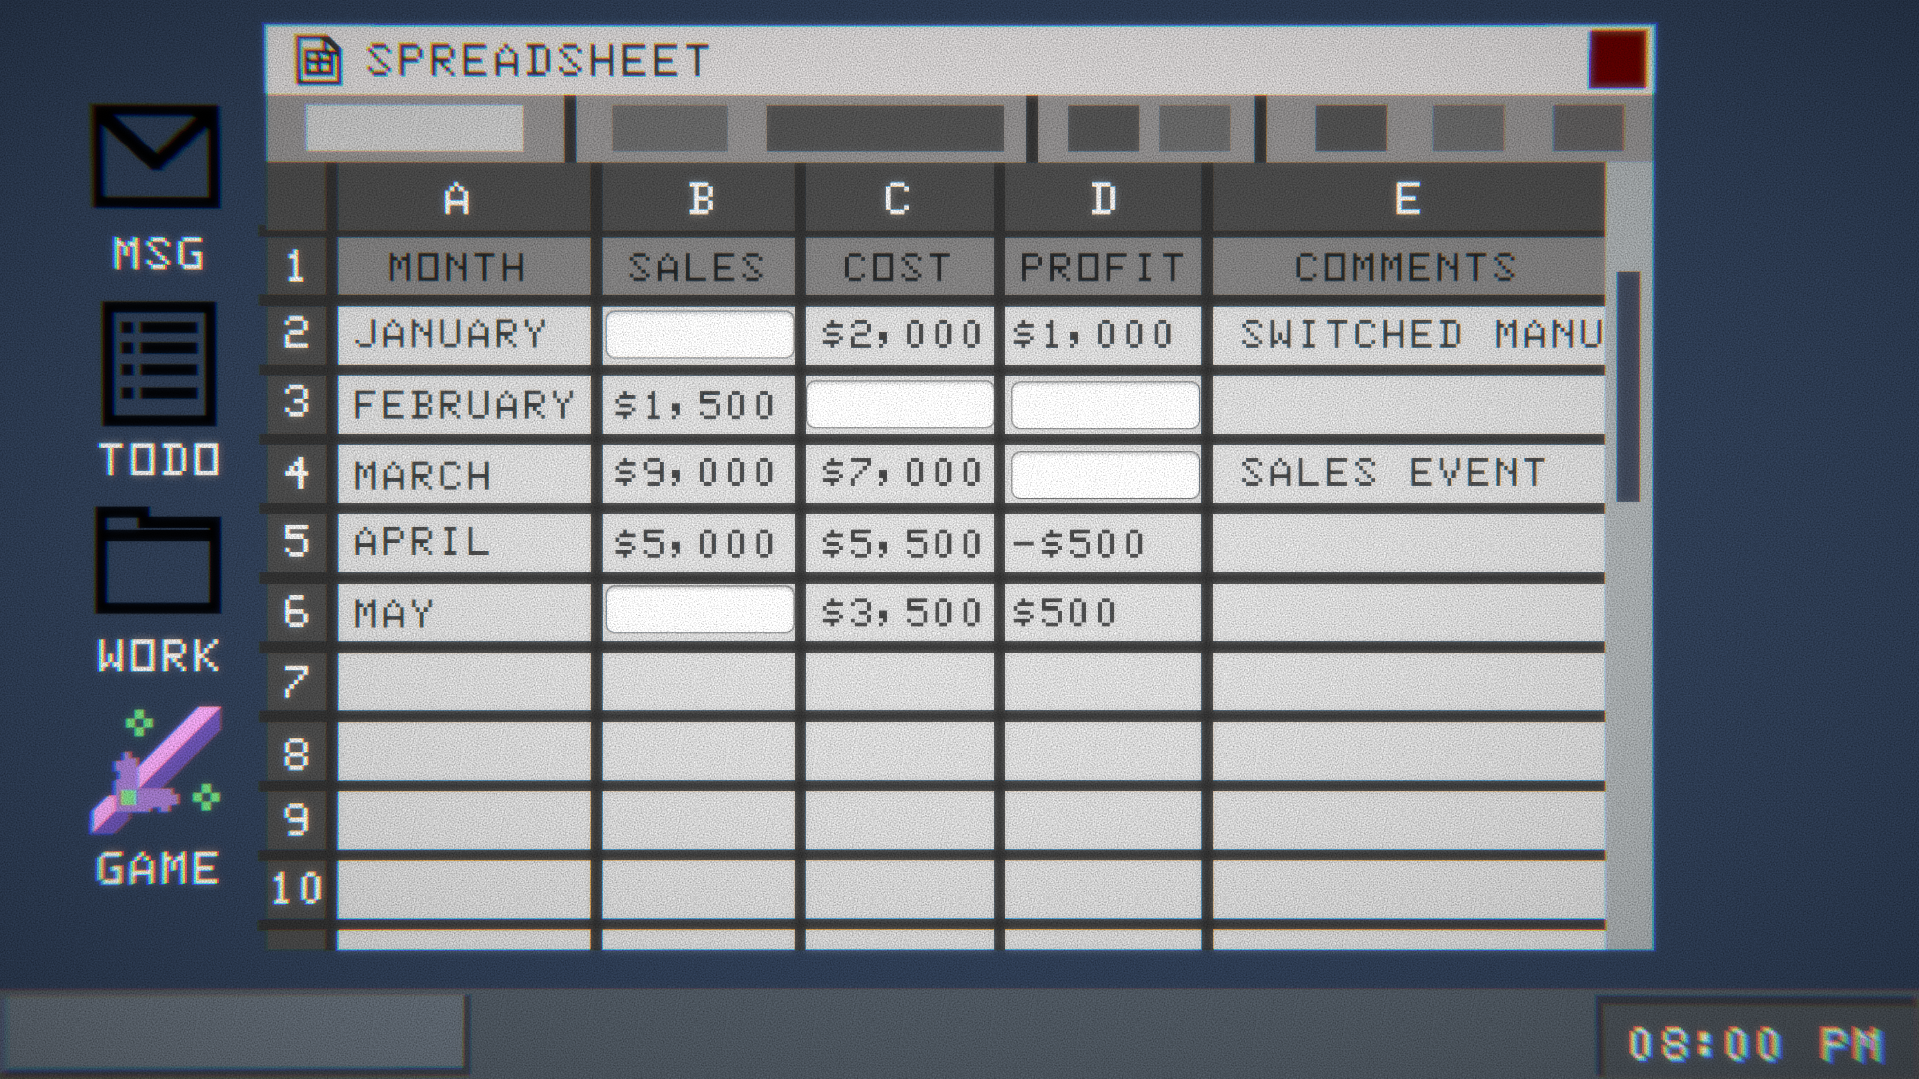 SPREADSHEET
A B C D E
1 MONTH SALES COST PROFIT COMMENTS
2 JANUARY $2,000 $1,000 SWITCHED MANU
3 FEBRUARY $1,500
4 MARCH $9,000 $7,000 SALES EVENT
5 APRIL $5,000 $5,500 -$500
6 MAY $3,500 $500
7
8
9
10
MSG
TODO
WORK
GAME
08:00 PM